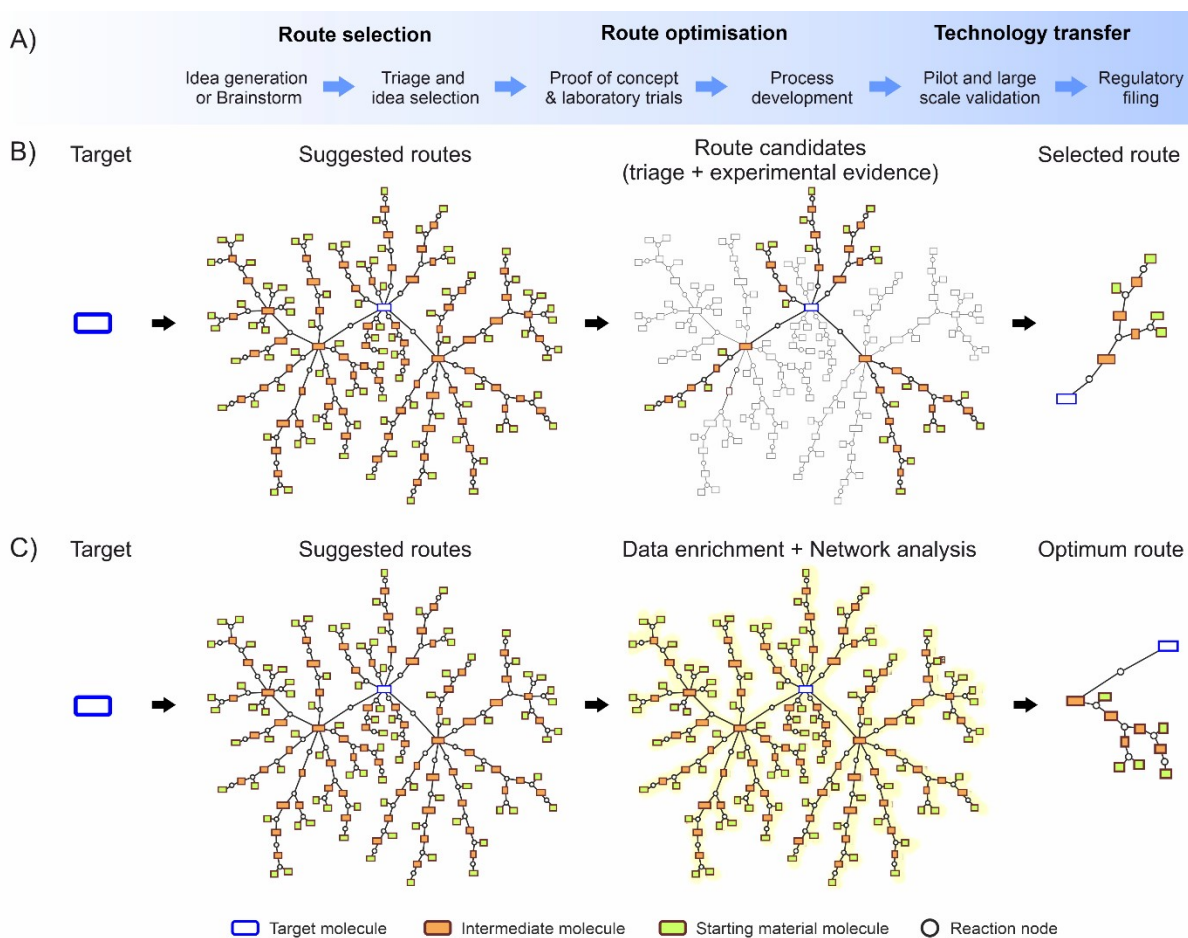 A)
Route selection
Route optimisation
Technology transfer
Idea generation
or Brainstorm
Triage and
idea selection
Proof of concept
& laboratory trials
Process
development
Pilot and large
scale validation
Regulatory
filing
B)
Target
Suggested routes
Route candidates
(triage + experimental evidence)
Selected route
C)
Target
Suggested routes
Data enrichment + Network analysis
Optimum route
Target molecule
Intermediate molecule
Starting material molecule
Reaction node